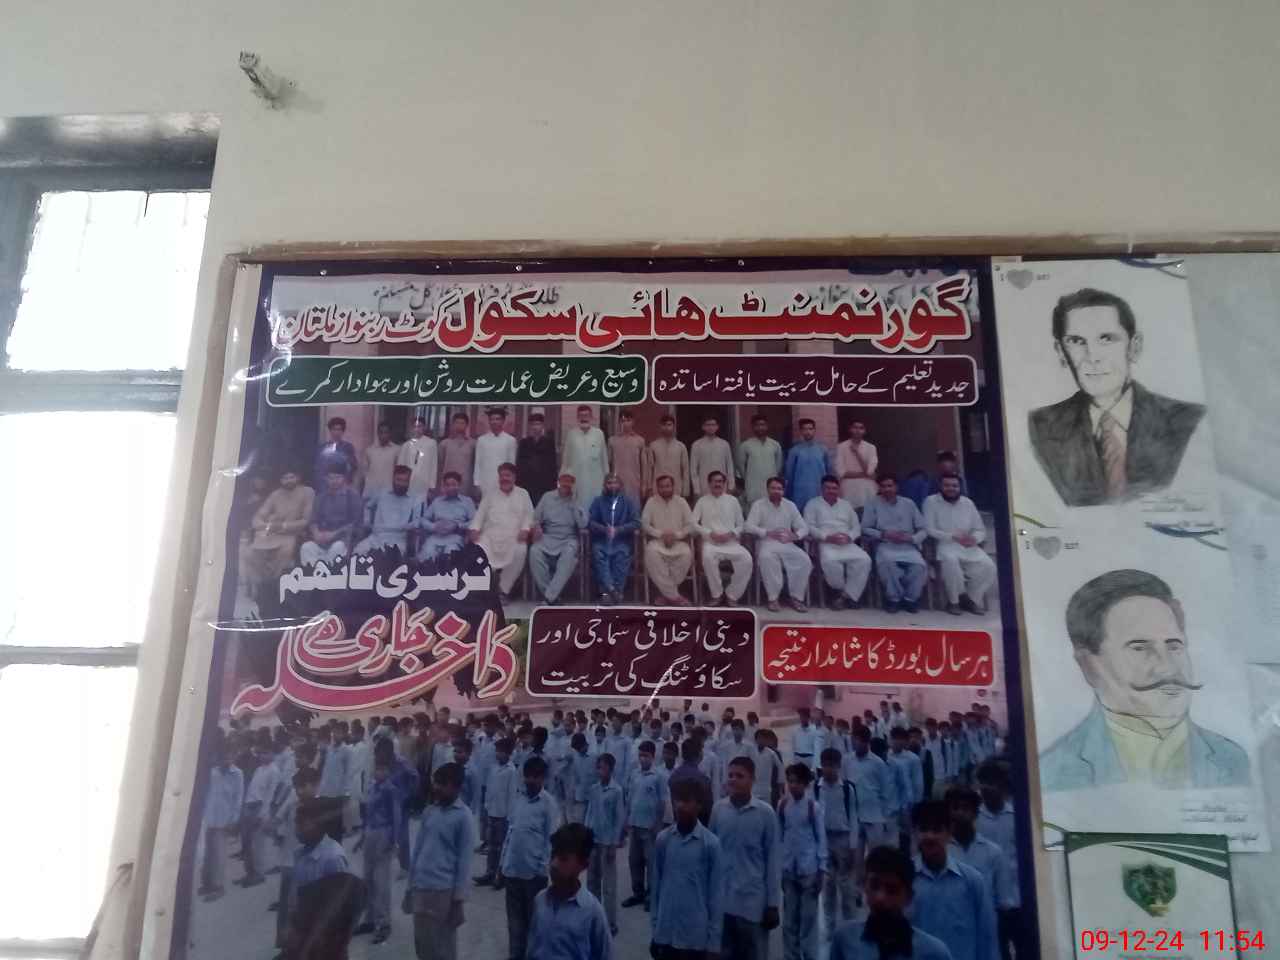 گورنمنٹ ہائی سکول کوٹ ربنواز ملتان
جدید تعلیم کے حامل تربیت یافتہ اساتذہ
وسیع و عریض عمارت روشن اور ہوادار کمرے
نرسری تا نہم
داخلہ جاری ہے
دینی اخلاقی سماجی اور
سکاؤٹنگ کی تربیت
ہر سال بورڈ کا شاندار نتیجہ
I
I
09-12-24 11:54